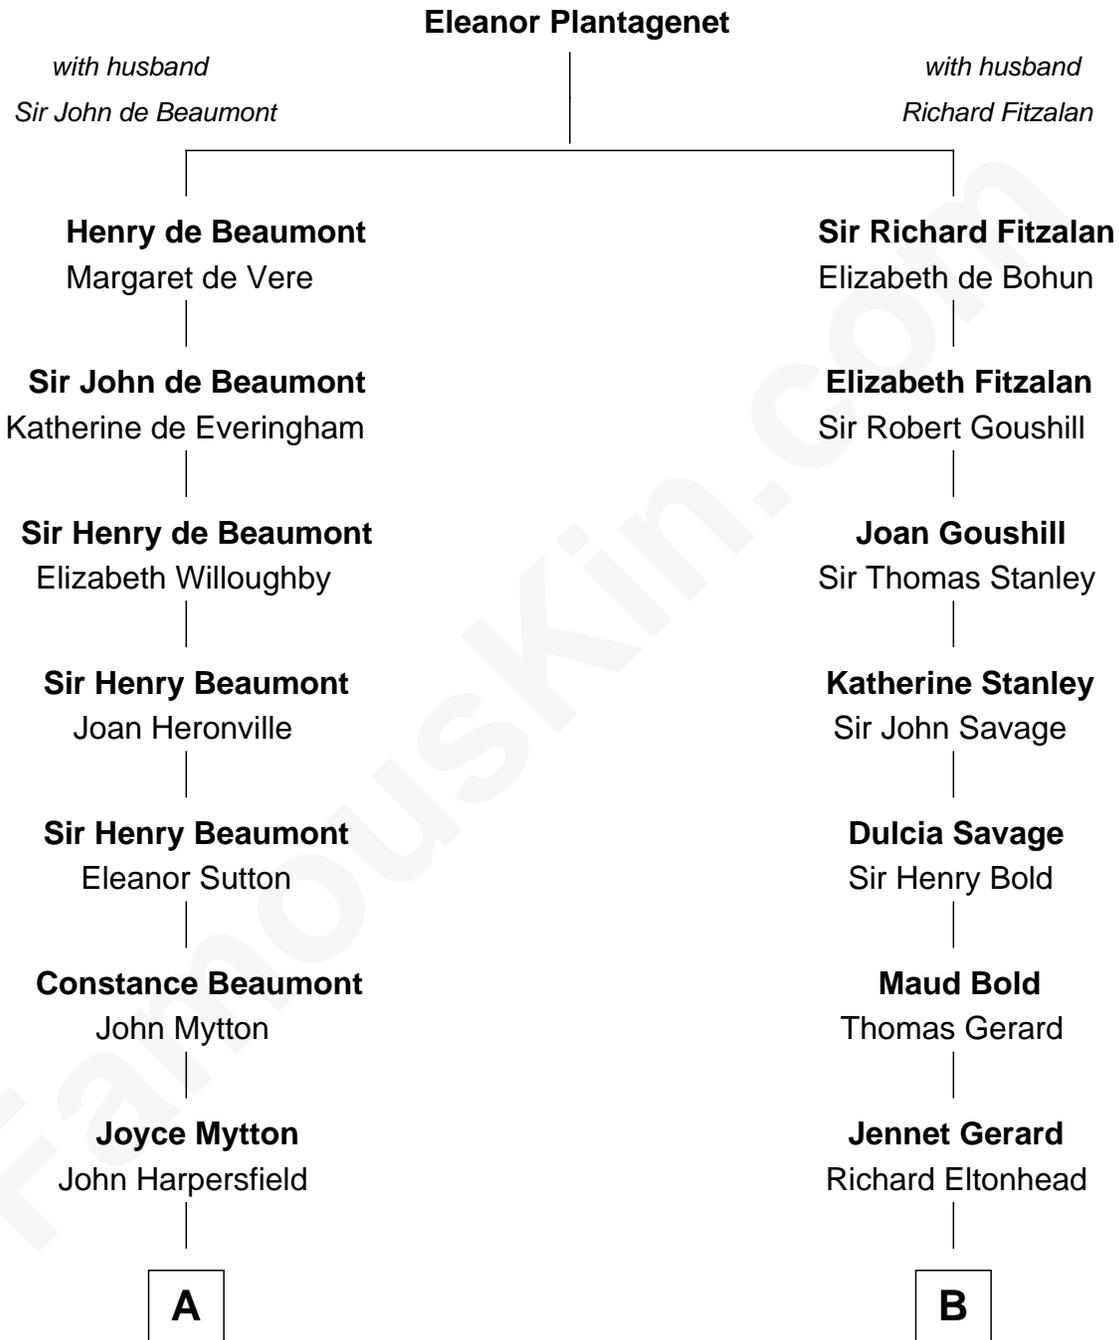 Eleanor Plantagenet
with husband
Sir John de Beaumont
with husband
Richard Fitzalan
Henry de Beaumont
Margaret de Vere
Sir Richard Fitzalan
Elizabeth de Bohun
Sir John de Beaumont
Katherine de Everingham
Elizabeth Fitzalan
Sir Robert Goushill
Sir Henry de Beaumont
Elizabeth Willoughby
Joan Goushill
Sir Thomas Stanley
Sir Henry Beaumont
Joan Heronville
Katherine Stanley
Sir John Savage
Sir Henry Beaumont
Eleanor Sutton
Dulcia Savage
Sir Henry Bold
Constance Beaumont
John Mytton
Maud Bold
Thomas Gerard
Joyce Mytton
John Harpersfield
Jennet Gerard
Richard Eltonhead
A
B
FamousKin.com